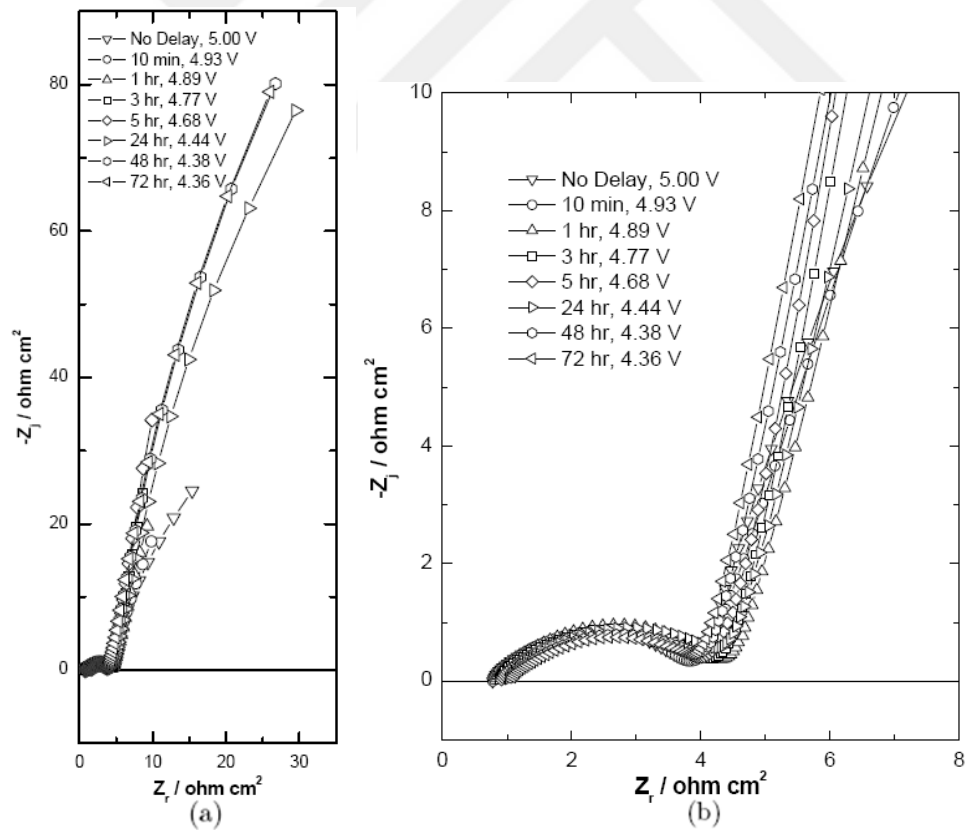 80
60
40
20
0
-Z_j / ohm cm²
No Delay, 5.00 V
10 min, 4.93 V
1 hr, 4.89 V
3 hr, 4.77 V
5 hr, 4.68 V
24 hr, 4.44 V
48 hr, 4.38 V
72 hr, 4.36 V
0 10 20 30
Z_r / ohm cm²
(a)
10
8
6
4
2
0
-Z_j / ohm cm²
No Delay, 5.00 V
10 min, 4.93 V
1 hr, 4.89 V
3 hr, 4.77 V
5 hr, 4.68 V
24 hr, 4.44 V
48 hr, 4.38 V
72 hr, 4.36 V
0 2 4 6 8
Z_r / ohm cm²
(b)